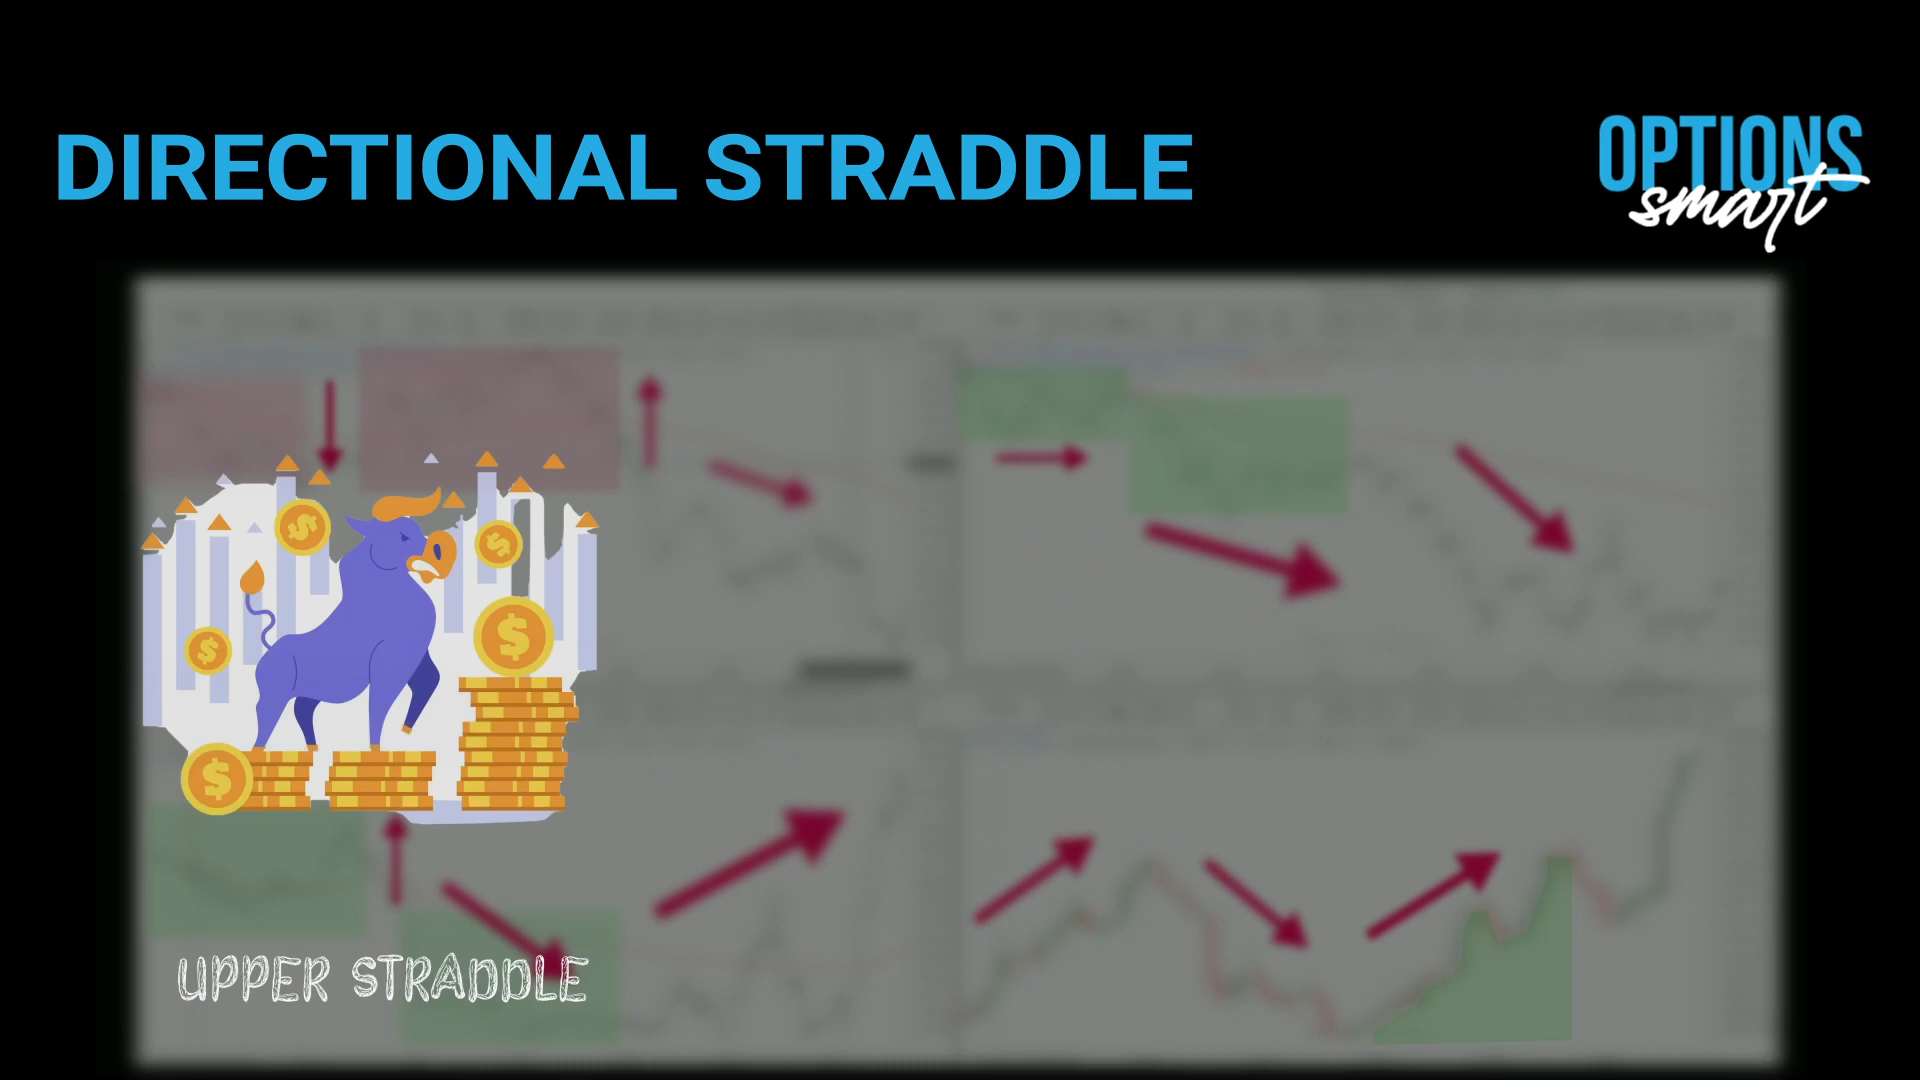 DIRECTIONAL STRADDLE
OPTIONS
smart
UPPER STRADDLE